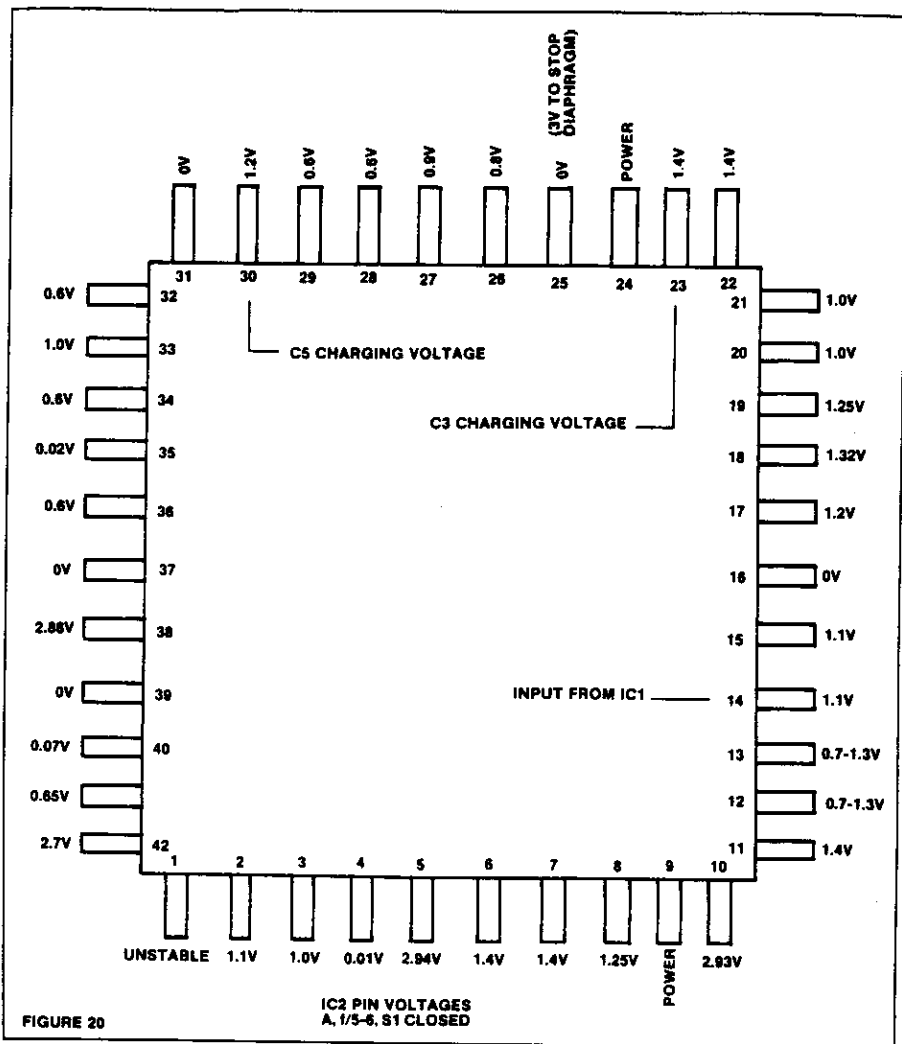 (3V TO STOP
DIAPHRAGM)
0V
1.2V
0.6V
0.6V
0.9V
0.8V
0V
POWER
1.4V
1.4V
31 30 29 28 27 26 25 24 23 22
0.6V 32
1.0V 33
0.6V 34
0.02V 35
0.6V 36
0V 37
2.88V 38
0V 39
0.07V 40
0.65V
2.7V 42
C5 CHARGING VOLTAGE
C3 CHARGING VOLTAGE
INPUT FROM IC1
21 1.0V
20 1.0V
19 1.25V
18 1.32V
17 1.2V
16 0V
15 1.1V
14 1.1V
13 0.7-1.3V
12 0.7-1.3V
11 1.4V
1 2 3 4 5 6 7 8 9 10
UNSTABLE 1.1V 1.0V 0.01V 2.94V 1.4V 1.4V 1.25V POWER 2.93V
IC2 PIN VOLTAGES
A, f/5-6, S1 CLOSED
FIGURE 20